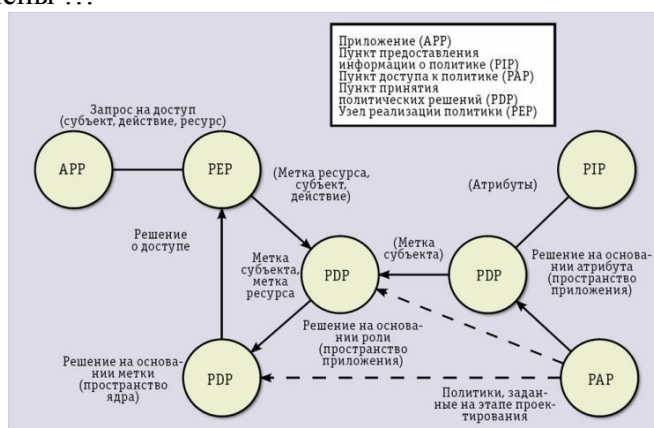 Приложение (APP)
Пункт предоставления
информации о политике (PIP)
Пункт доступа к политике (PAP)
Пункт принятия
политических решений (PDP)
Узел реализации политики (PEP)
Запрос на доступ
(субъект, действие, ресурс)
APP
PEP
PIP
(Метка ресурса,
субъект,
действие)
(Атрибуты)
Решение
о доступе
Метка
субъекта,
метка
ресурса
PDP
(Метка
субъекта)
PDP
Решение на основа-
нии атрибута
(пространство
приложения)
Решение на основа-
нии роли
(пространство
приложения)
Решение на основа-
нии метки
(пространство
ядра)
PDP
Политики, задан-
ные на этапе проек-
тирования
PAP